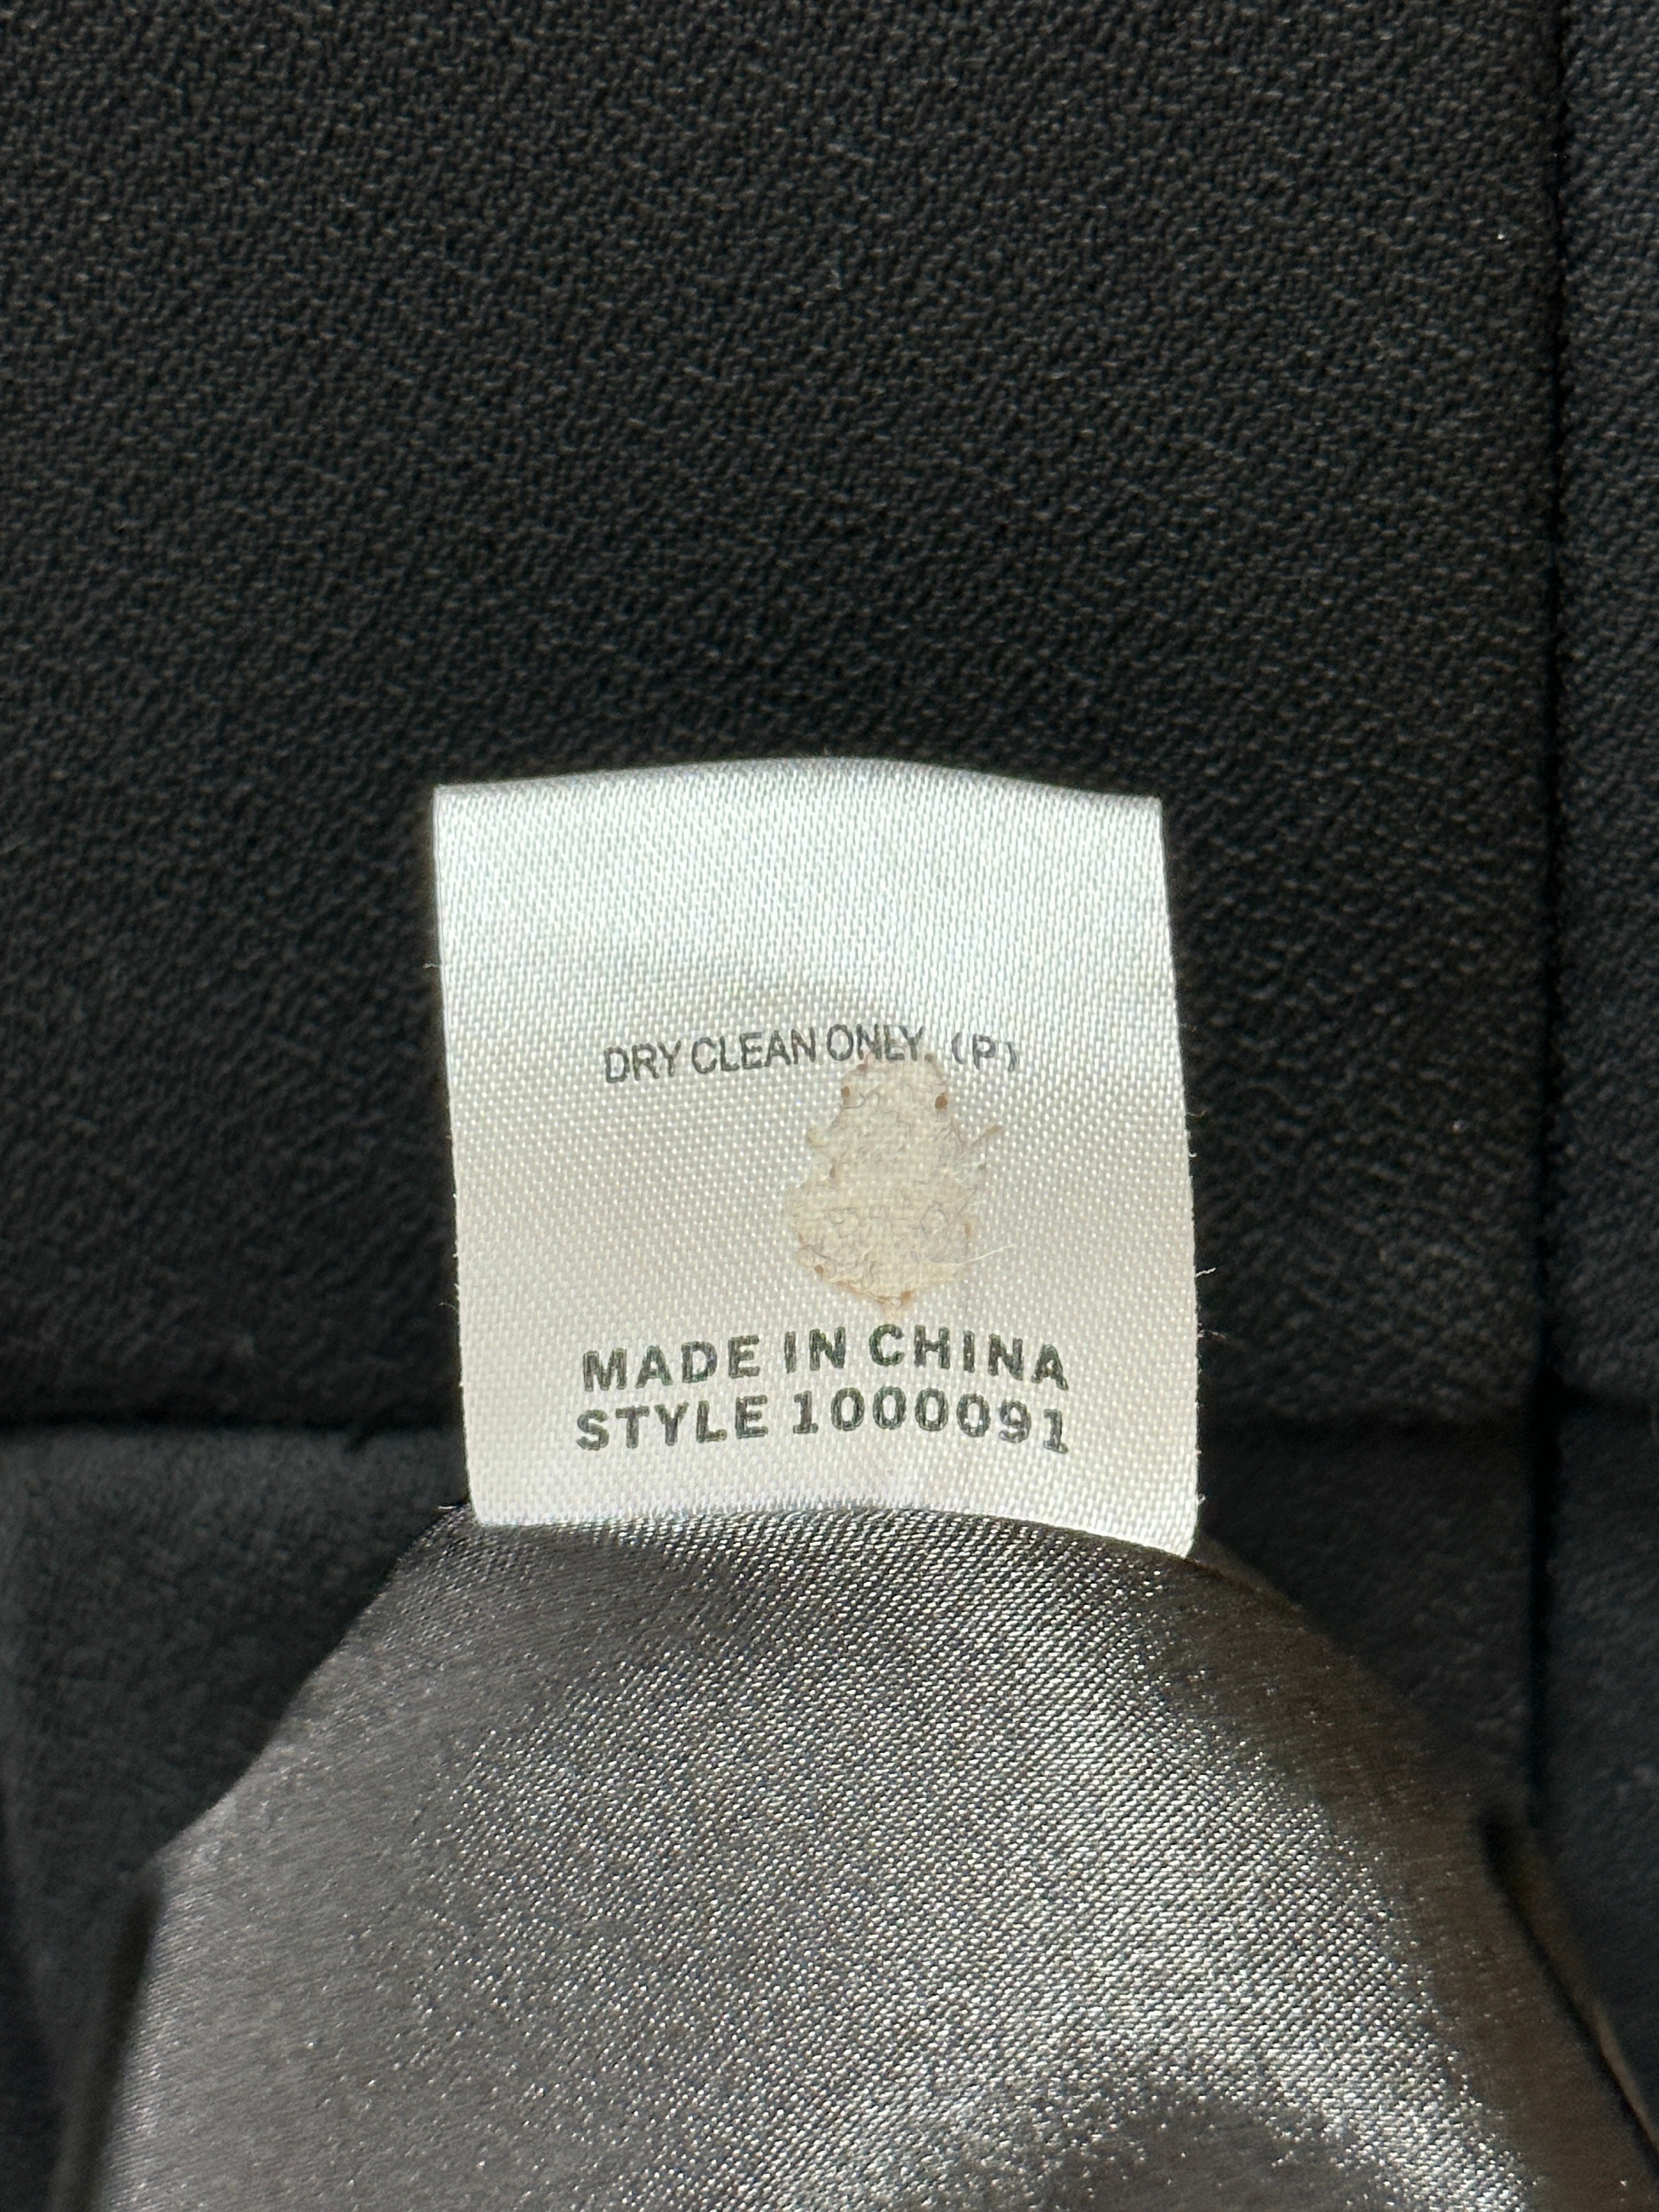 DRY CLEAN ONLY. (P)
MADE IN CHINA
STYLE 1000091